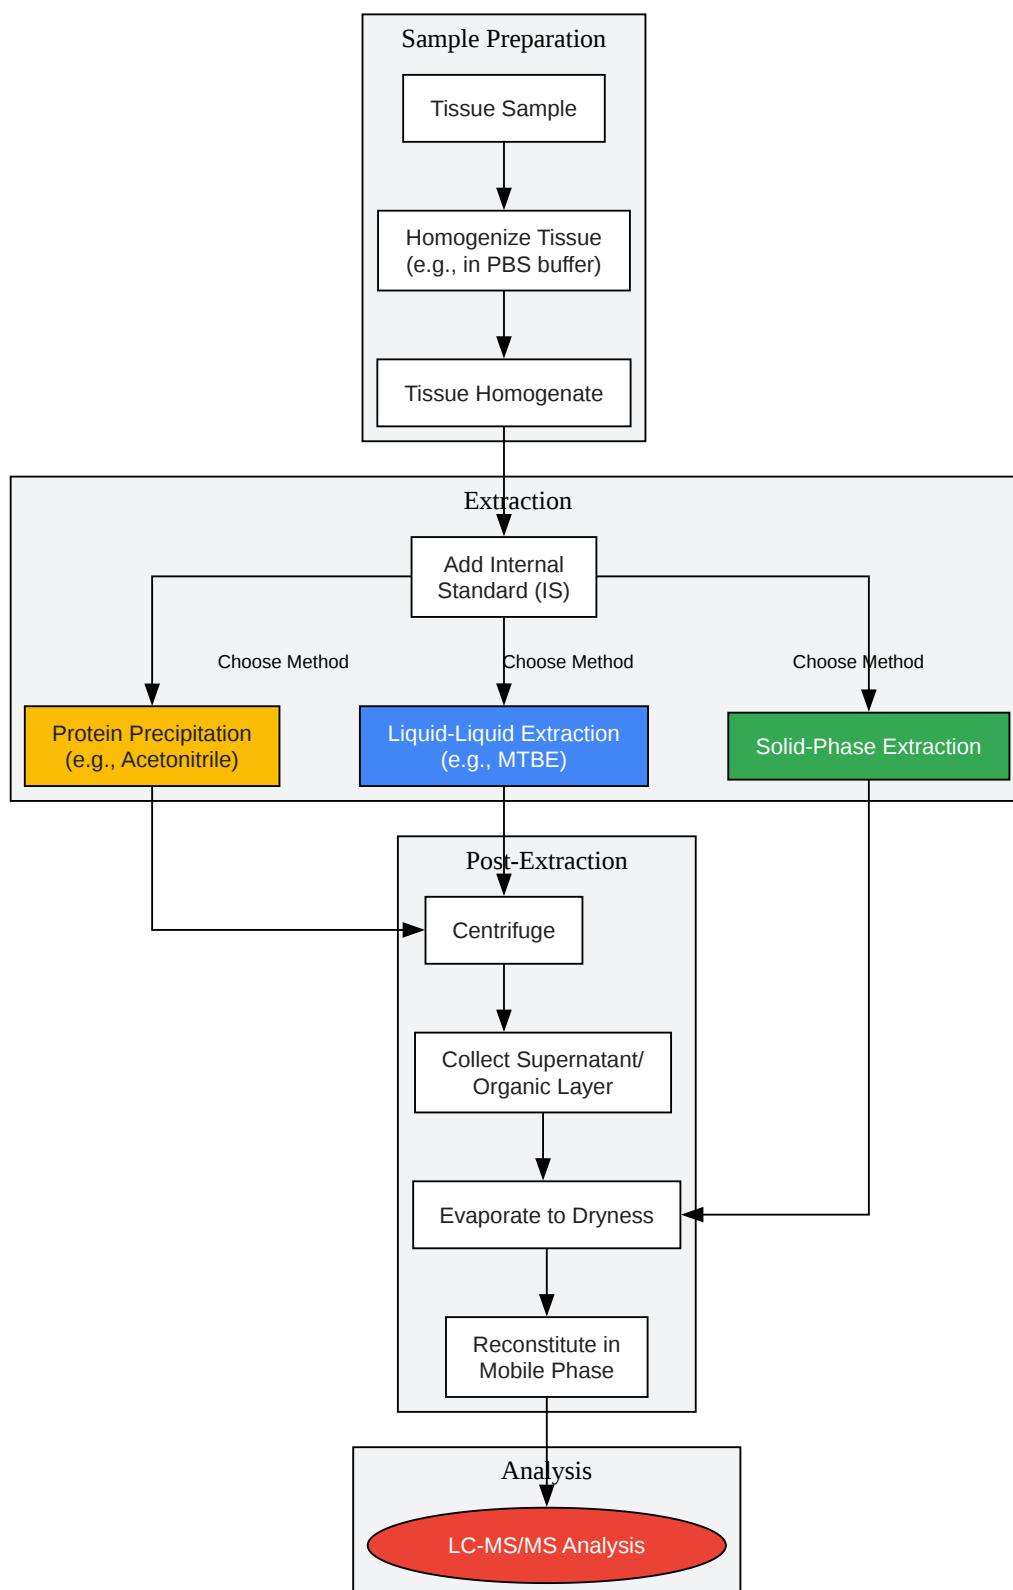 Sample Preparation
Tissue Sample
Homogenize Tissue
(e.g., in PBS buffer)
Tissue Homogenate
Extraction
Add Internal
Standard (IS)
Choose Method
Choose Method
Choose Method
Protein Precipitation
(e.g., Acetonitrile)
Liquid-Liquid Extraction
(e.g., MTBE)
Solid-Phase Extraction
Post-Extraction
Centrifuge
Collect Supernatant/
Organic Layer
Evaporate to Dryness
Reconstitute in
Mobile Phase
Analysis
LC-MS/MS Analysis